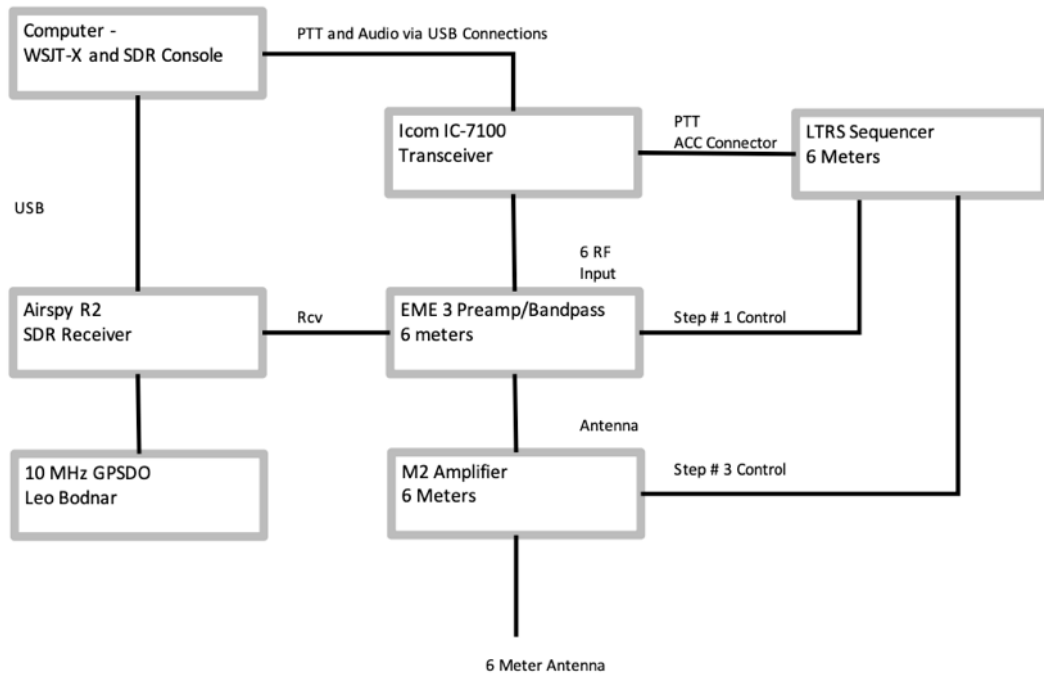 Computer -
WSJT-X and SDR Console
PTT and Audio via USB Connections
Icom IC-7100
Transceiver
PTT
ACC Connector
LTRS Sequencer
6 Meters
USB
6 RF
Input
Airspy R2
SDR Receiver
Rcv
EME 3 Preamp/Bandpass
6 meters
Step # 1 Control
Antenna
10 MHz GPSDO
Leo Bodnar
M2 Amplifier
6 Meters
Step # 3 Control
6 Meter Antenna